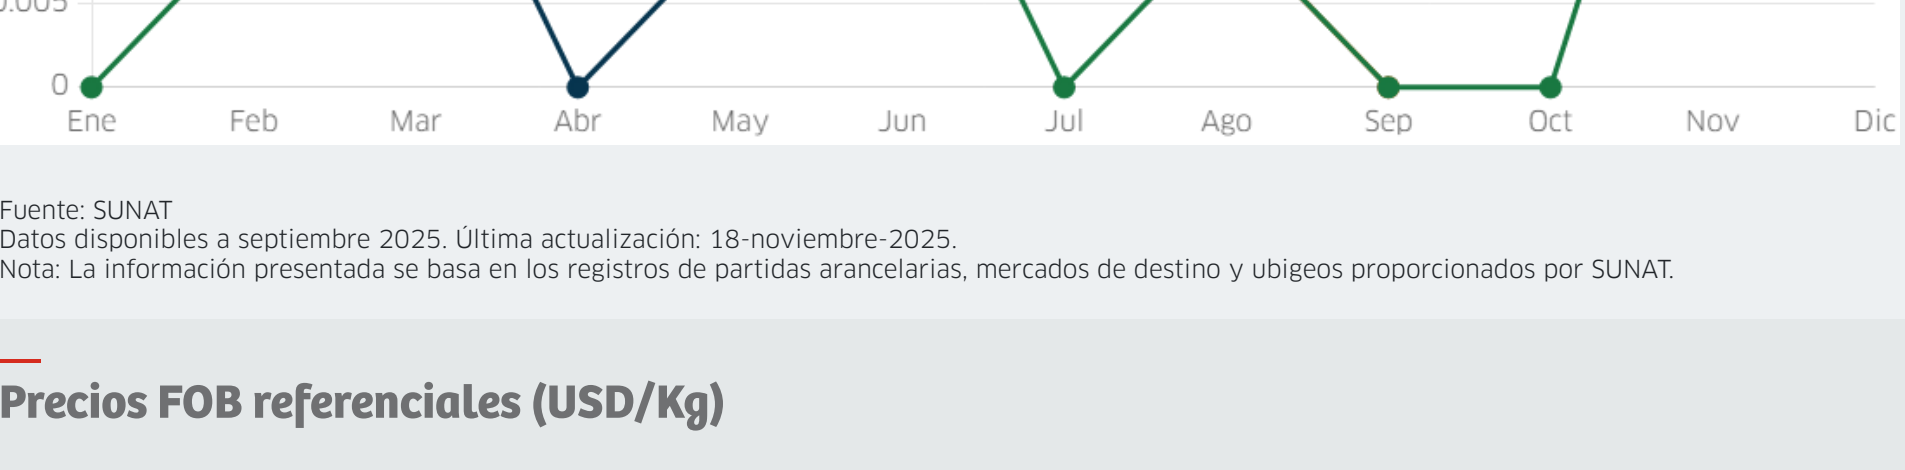 0.005
0
Ene Feb Mar Abr May Jun Jul Ago Sep Oct Nov Dic
Fuente: SUNAT
Datos disponibles a septiembre 2025. Última actualización: 18-noviembre-2025.
Nota: La información presentada se basa en los registros de partidas arancelarias, mercados de destino y ubigeos proporcionados por SUNAT.
Precios FOB referenciales (USD/Kg)